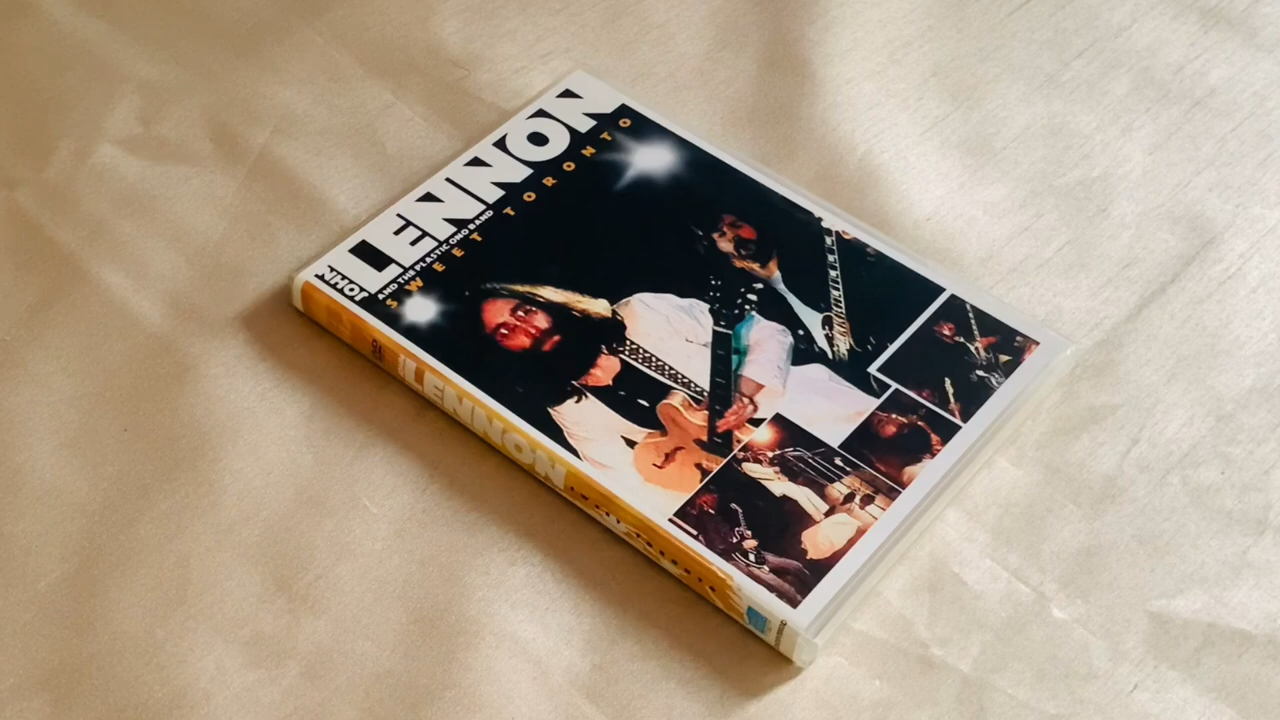 JOHN
LENNON
AND THE PLASTIC ONO BAND
SWEET TORONTO
LENNON